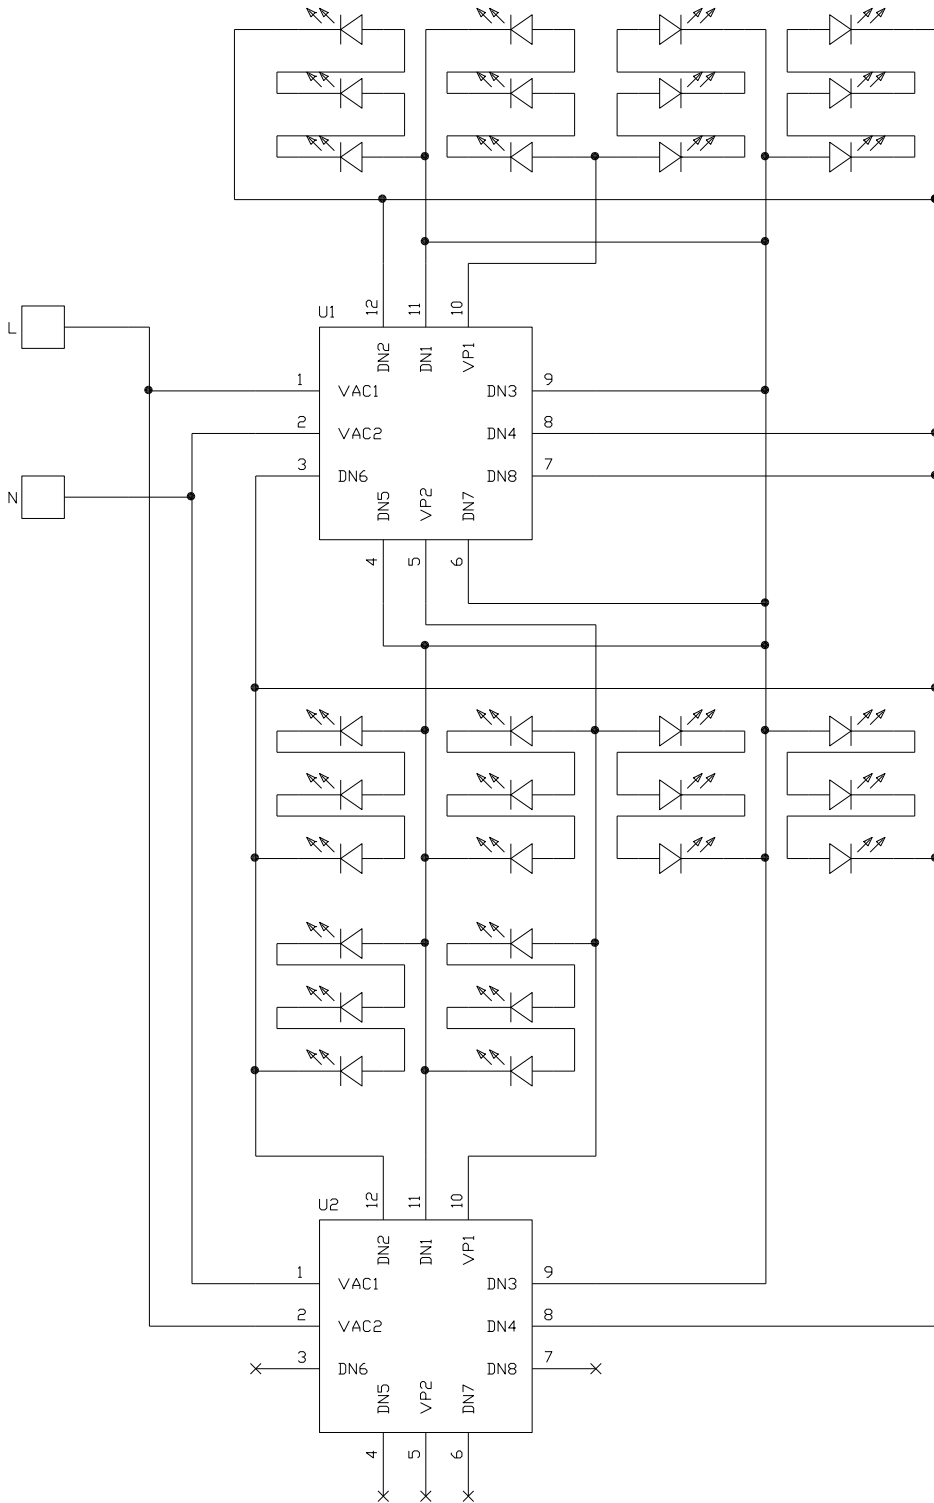 U1
12
11
10
DN2
DN1
VP1
L
1
VAC1
DN3
9
2
VAC2
DN4
8
3
DN6
DN8
7
N
DN5
VP2
DN7
4
5
6
U2
12
11
10
DN2
DN1
VP1
1
VAC1
DN3
9
2
VAC2
DN4
8
3
DN6
DN8
7
DN5
VP2
DN7
4
5
6